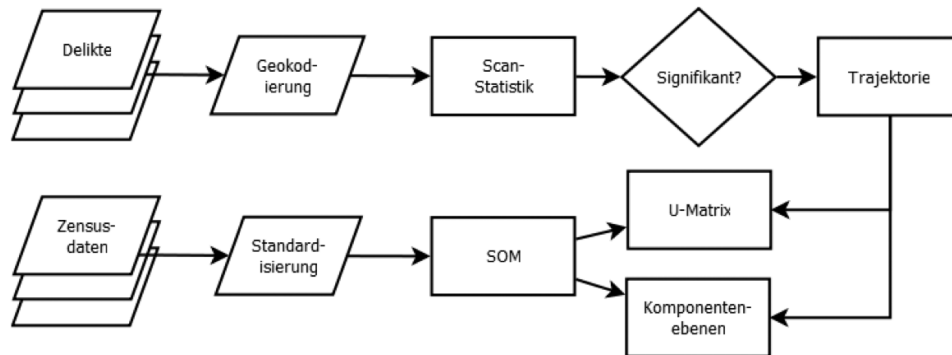 Delikte
Geokod-
ierung
Scan-
Statistik
Signifikant?
Trajektorie
Zensus-
daten
Standard-
isierung
SOM
U-Matrix
Komponenten-
ebenen